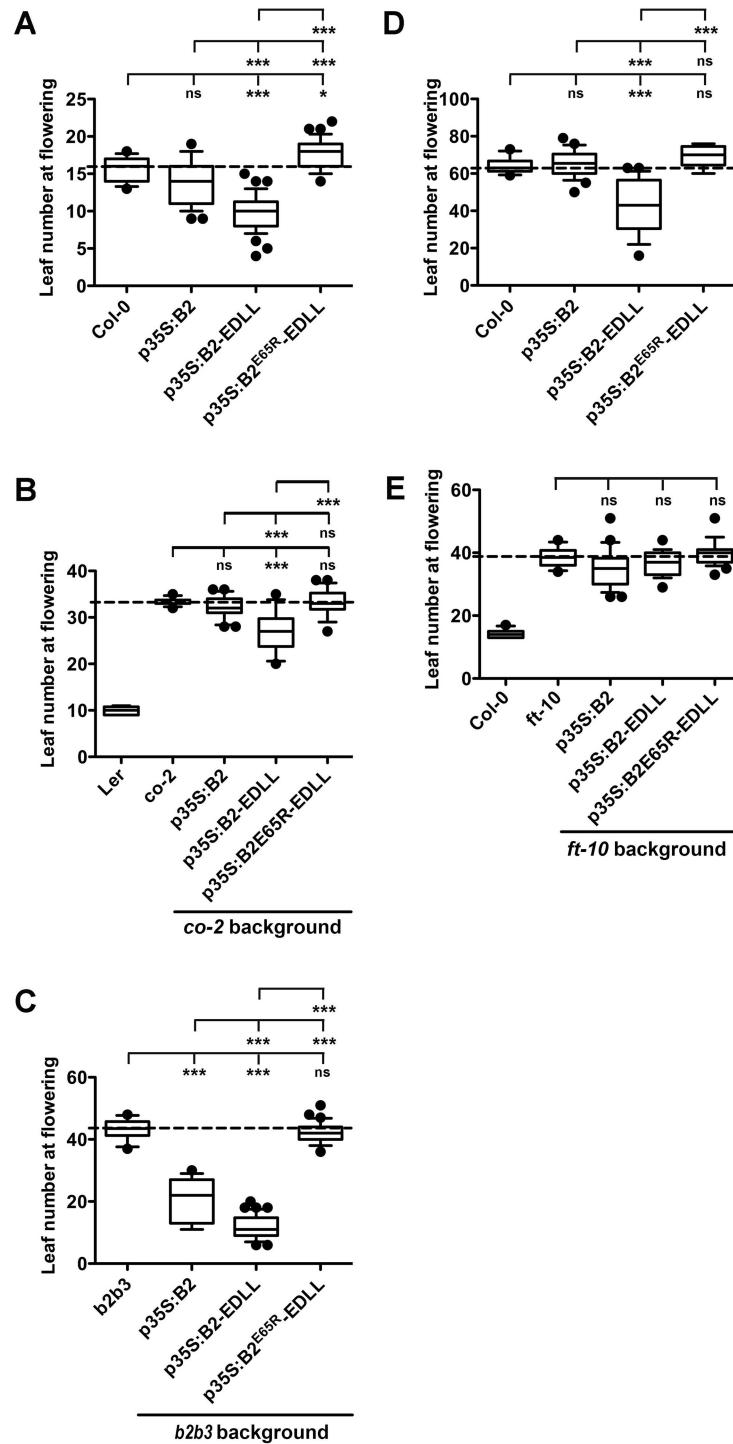 A
***
*** ***
ns *** *
Leaf number at flowering
25
20
15
10
5
0
Col-0
p35S:B2
p35S:B2-EDLL
p35S:B2E65R-EDLL
B
***
*** ns
ns *** ns
Leaf number at flowering
40
30
20
10
0
Ler
co-2
p35S:B2
p35S:B2-EDLL
p35S:B2E65R-EDLL
co-2 background
C
***
*** ***
*** *** ns
Leaf number at flowering
60
40
20
0
b2b3
p35S:B2
p35S:B2-EDLL
p35S:B2E65R-EDLL
b2b3 background
D
***
*** ns
ns *** ns
Leaf number at flowering
100
80
60
40
20
0
Col-0
p35S:B2
p35S:B2-EDLL
p35S:B2E65R-EDLL
E
ns ns ns
Leaf number at flowering
60
40
20
0
Col-0
ft-10
p35S:B2
p35S:B2-EDLL
p35S:B2E65R-EDLL
ft-10 background